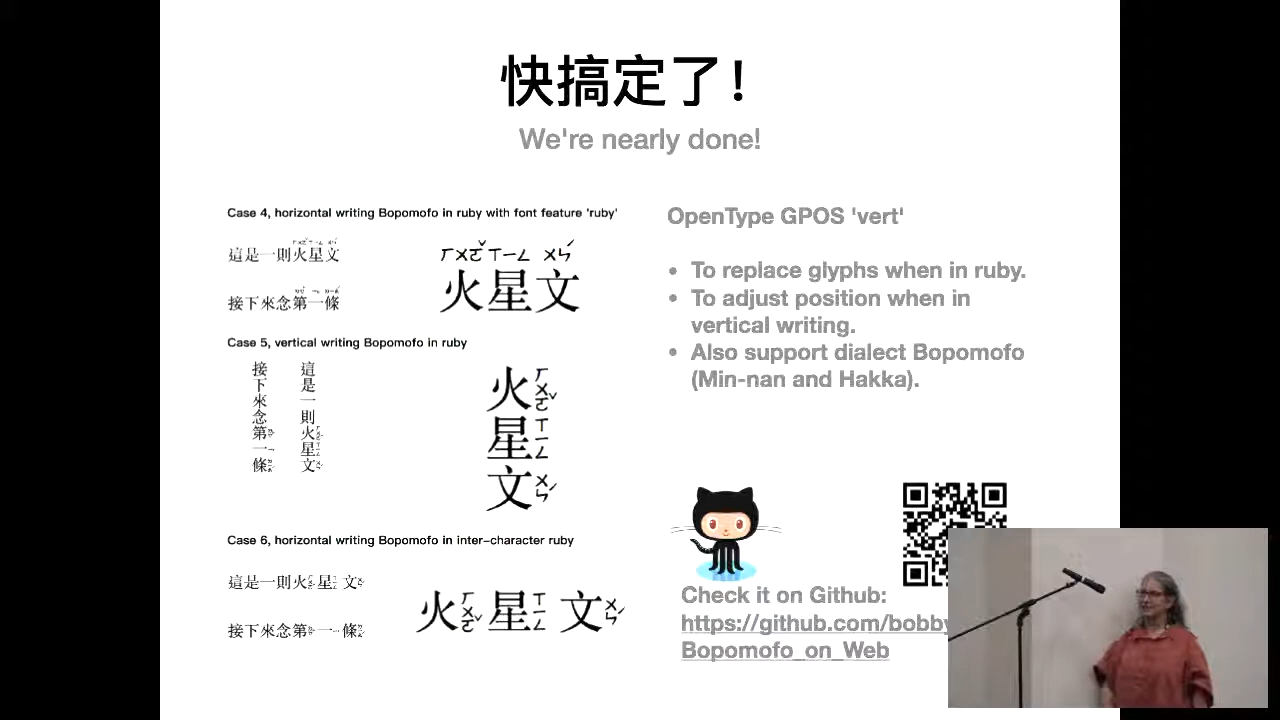 快搞定了！
We're nearly done!
Case 4, horizontal writing Bopomofo in ruby with font feature 'ruby'
這是一則火星文
ㄏㄨㄛˇㄒㄧㄥ ㄨㄣˊ
火星文
接下來念第一條
Case 5, vertical writing Bopomofo in ruby
這是一則火星文
接下來念第一條
火ㄏㄨㄛˇ
星ㄒㄧㄥ
文ㄨㄣˊ
Case 6, horizontal writing Bopomofo in inter-character ruby
這是一則火星文
接下來念第一條
火ㄏㄨㄛˇ星ㄒㄧㄥ文ㄨㄣˊ
OpenType GPOS 'vert'
• To replace glyphs when in ruby.
• To adjust position when in
vertical writing.
• Also support dialect Bopomofo
(Min-nan and Hakka).
Check it on Github:
https://github.com/bobby
Bopomofo_on_Web